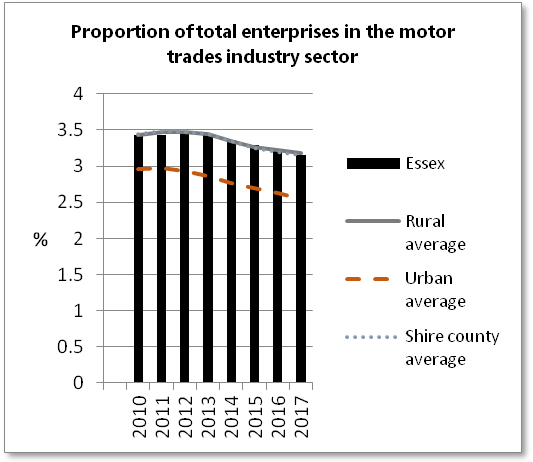 Proportion of total enterprises in the motor
trades industry sector
4
3.5
3
2.5
2
1.5
1
0.5
0
%
2010
2011
2012
2013
2014
2015
2016
2017
Essex
Rural
average
Urban
average
Shire county
average